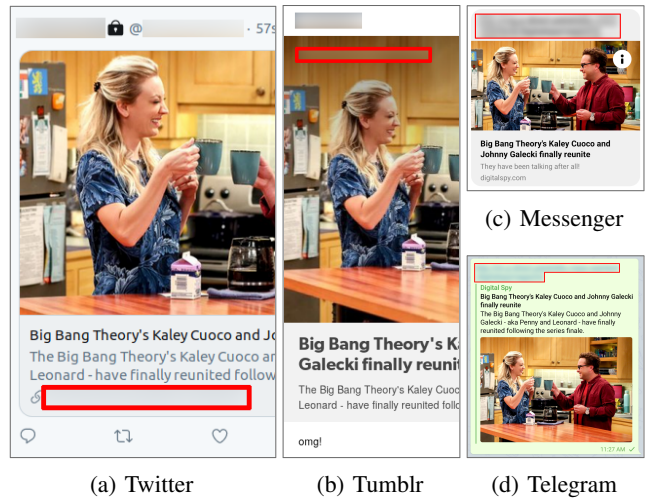 @ · 57s
Big Bang Theory's Kaley Cuoco and Jo
The Big Bang Theory's Kaley Cuoco an
Leonard - have finally reunited follow
(a) Twitter
Big Bang Theory's Ka
Galecki finally reunit
The Big Bang Theory's Kaley Cuoc
Leonard - have finally reunited follo
omg!
(b) Tumblr
Big Bang Theory's Kaley Cuoco and
Johnny Galecki finally reunite
They have been talking after all!
digitalspy.com
(c) Messenger
Digital Spy
Big Bang Theory's Kaley Cuoco and Johnny Galecki
finally reunite
The Big Bang Theory's Kaley Cuoco and Johnny
Galecki - aka Penny and Leonard - have finally
reunited following the series finale.
11:27 AM
(d) Telegram